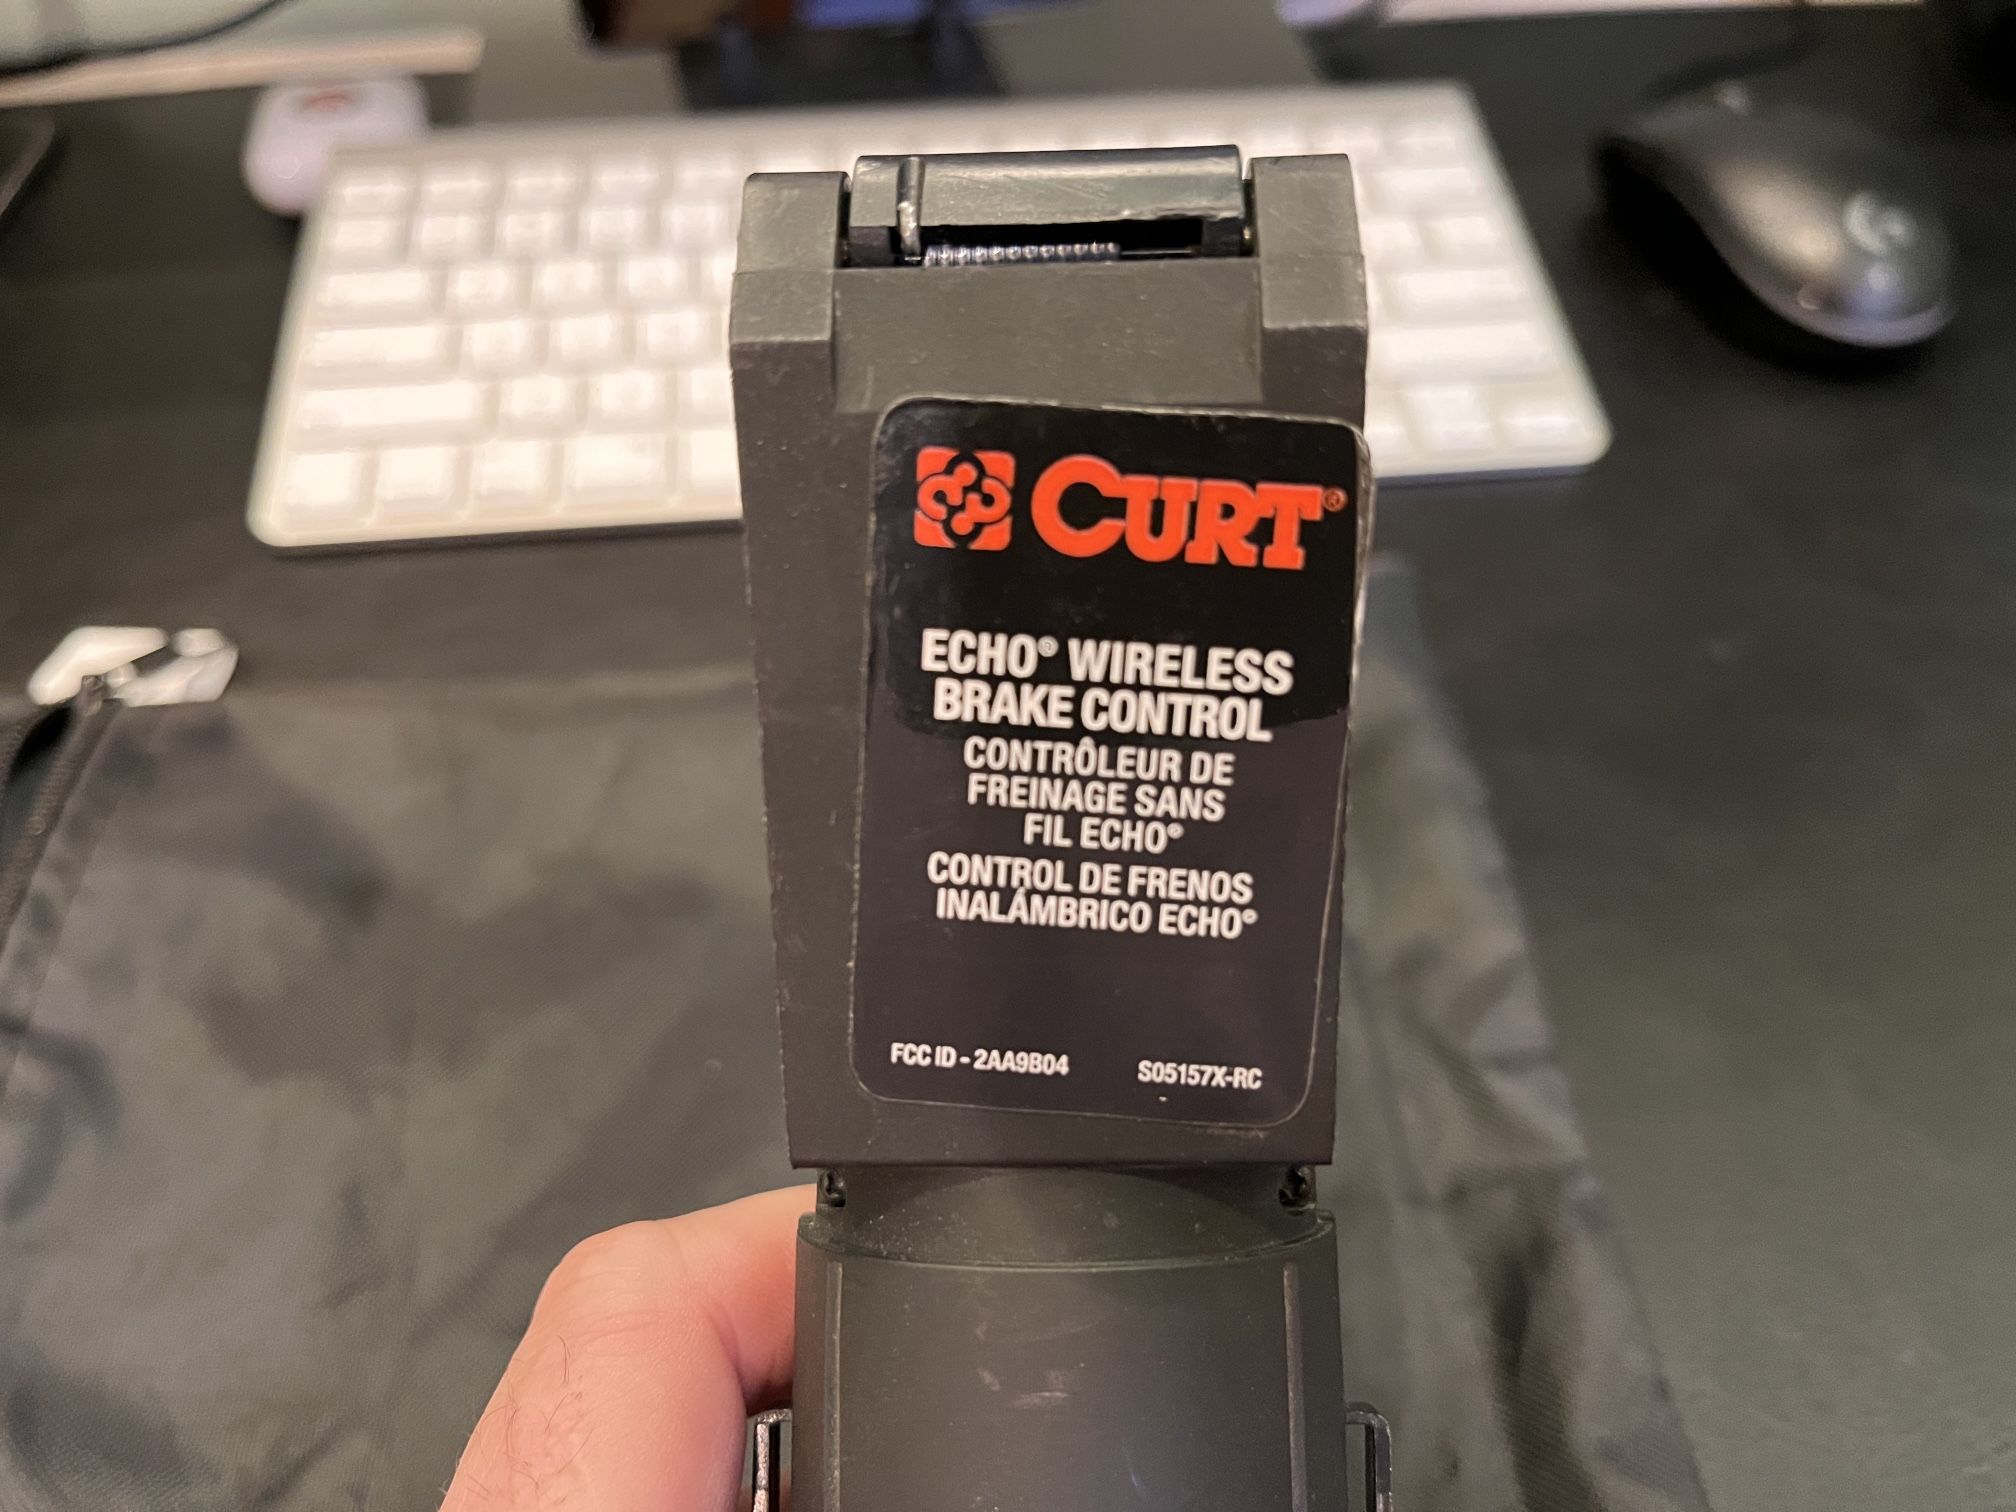 CURT®
ECHO® WIRELESS
BRAKE CONTROL
CONTRÔLEUR DE
FREINAGE SANS
FIL ECHO®
CONTROL DE FRENOS
INALÁMBRICO ECHO®
FCC ID - 2AA9B04 S05157X-RC